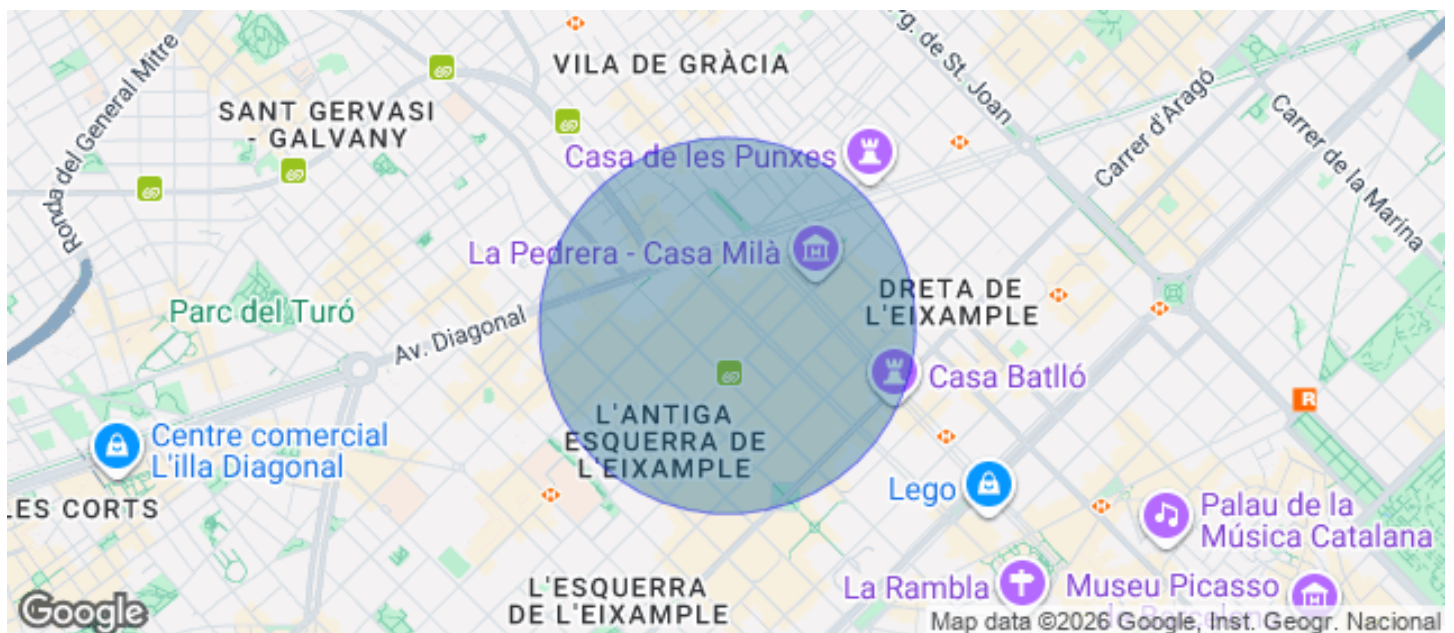 VILA DE GRÀCIA
SANT GERVASI
- GALVANY
Ronda del General Mitre
Casa de les Punxes
g. de St. Joan
Carrer d'Aragó
Carrer de la Marina
La Pedrera - Casa Milà
DRETA DE
L'EIXAMPLE
Parc del Turó
Av. Diagonal
Casa Batlló
R
L'ANTIGA
ESQUERRA DE
L'EIXAMPLE
Centre comercial
L'illa Diagonal
LES CORTS
Lego
Palau de la
Música Catalana
L'ESQUERRA
DE L'EIXAMPLE
La Rambla
Museu Picasso
Google
Map data ©2026 Google, Inst. Geogr. Nacional